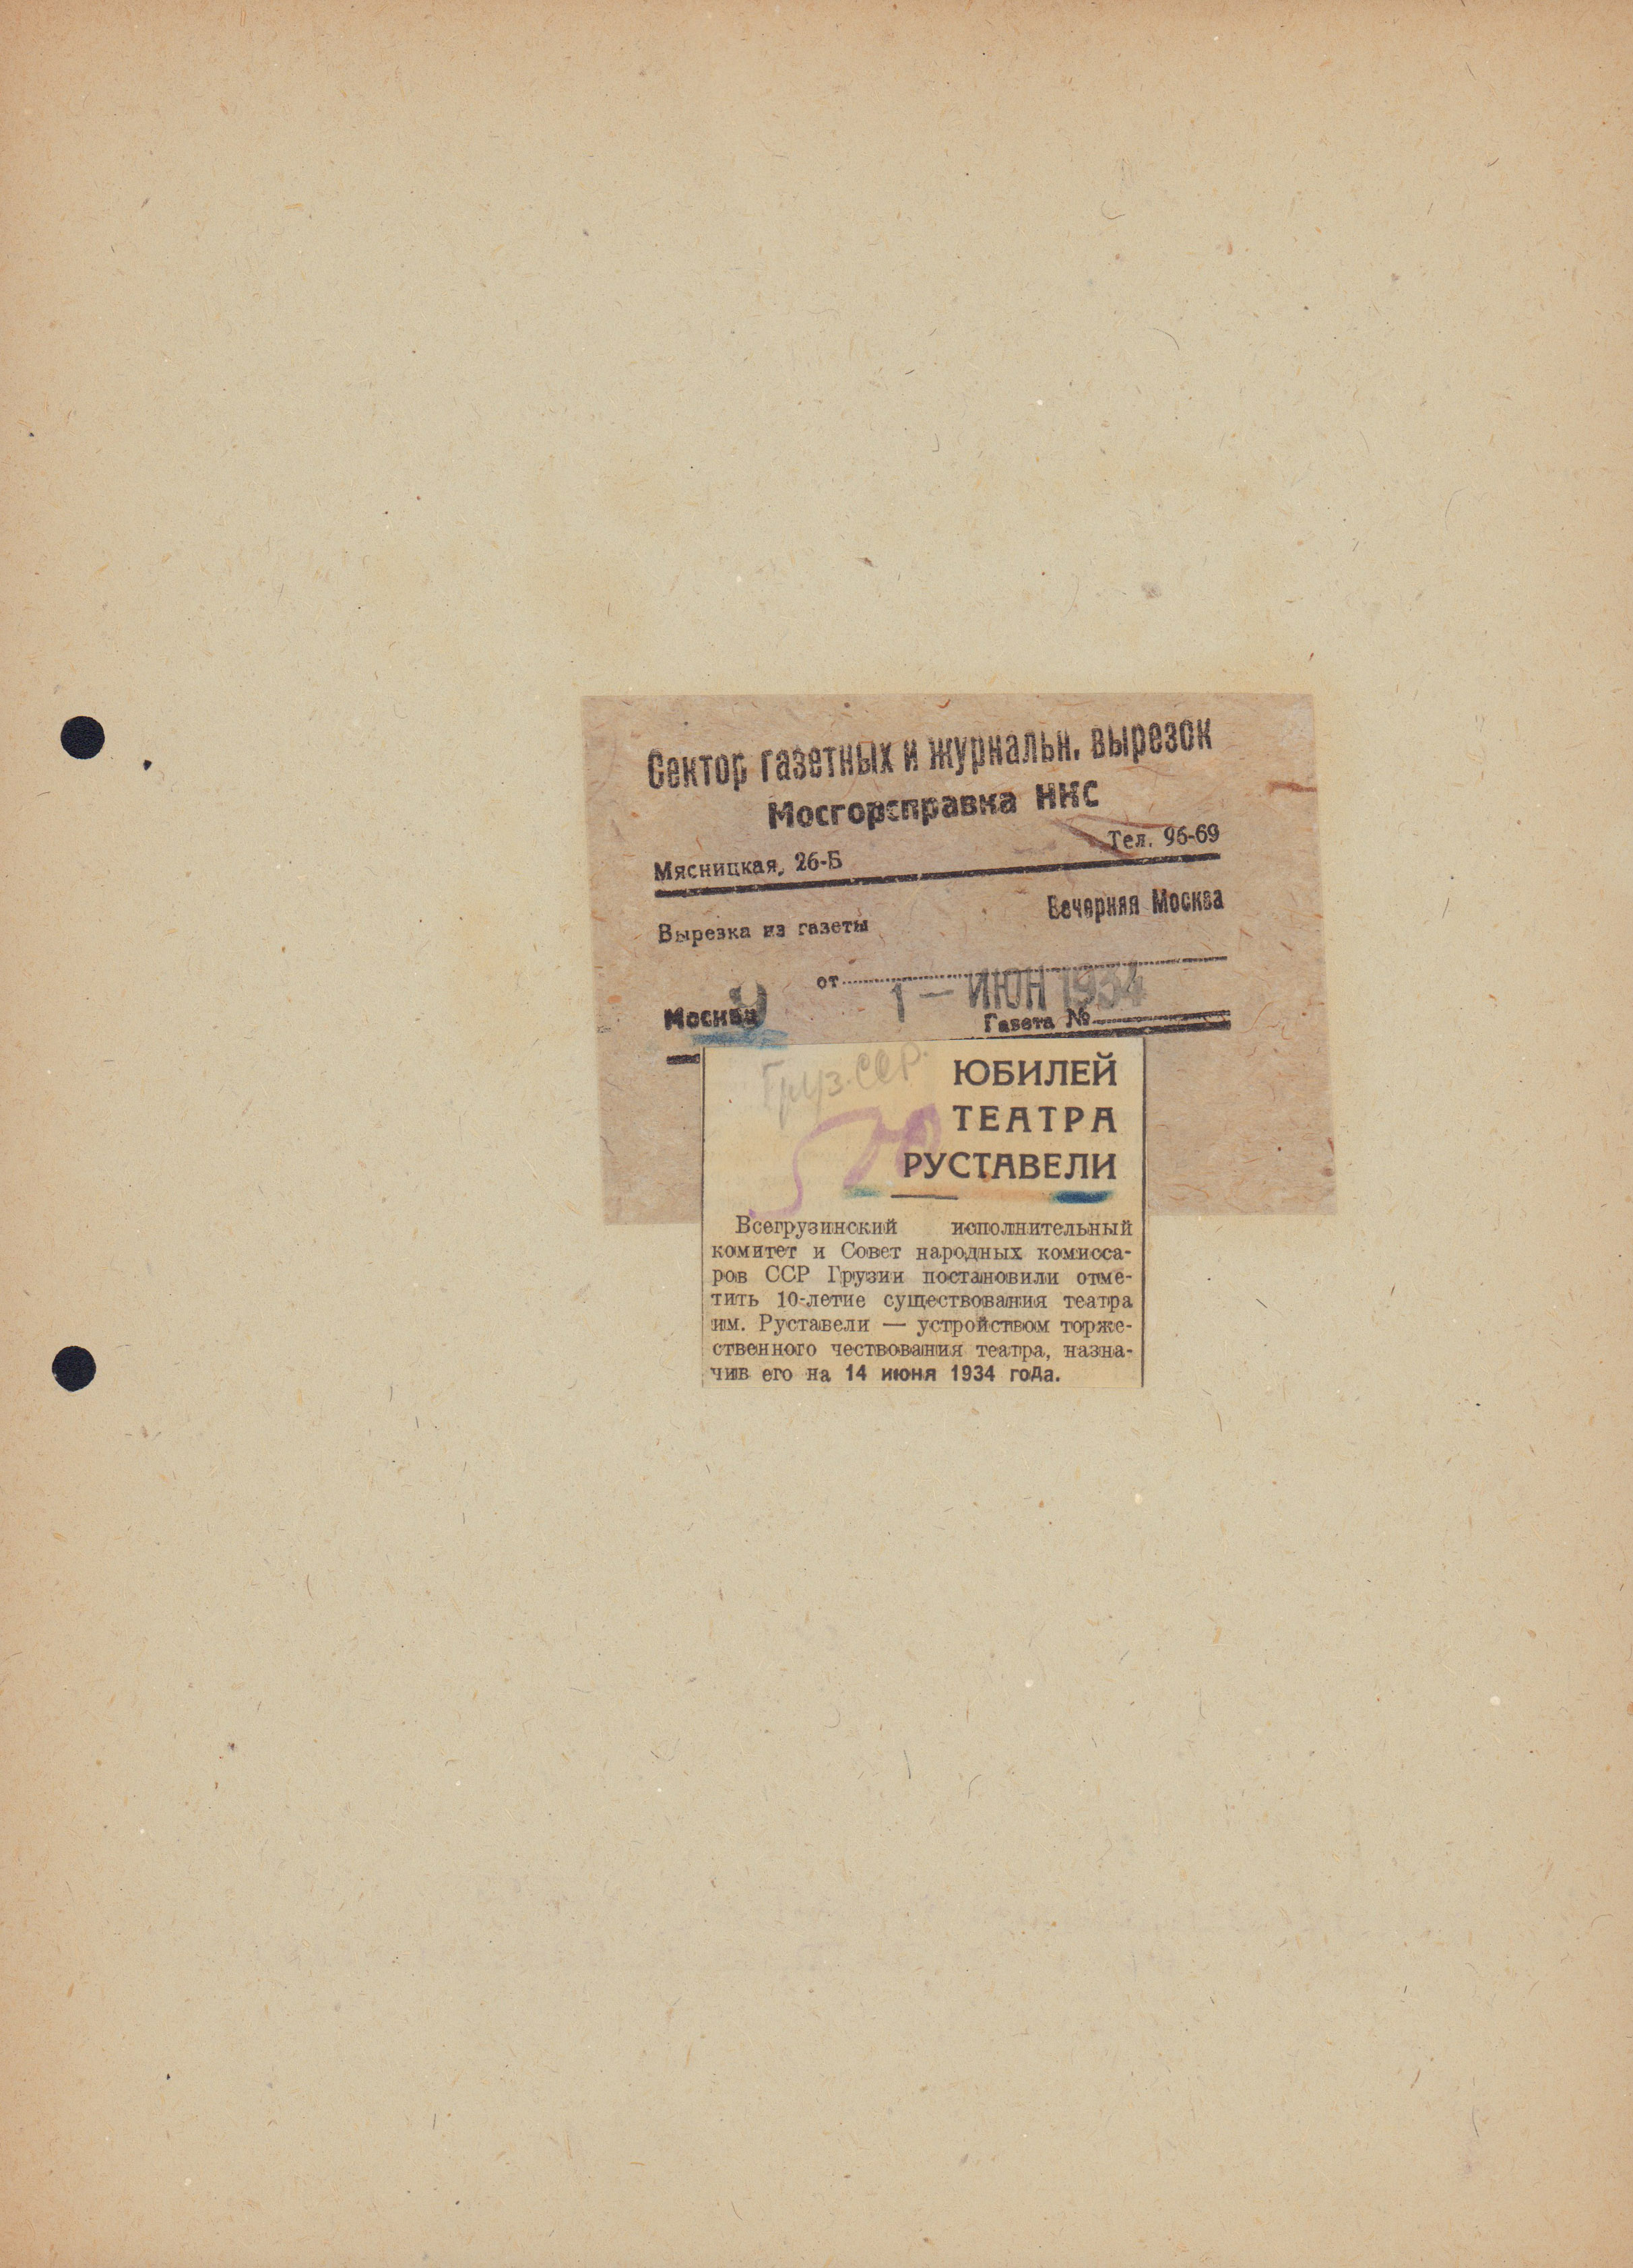 Сектор газетных и журнальн. вырезок
Мосгорсправка ННС
Мясницкая, 26-Б Тел. 96-69
Вырезка из газеты Вечерняя Москва
от 1 — ИЮН 1934
Москва Газета №
Груз. ССР.
ЮБИЛЕЙ
ТЕАТРА
РУСТАВЕЛИ
Всегрузинский исполнительный
комитет и Совет народных комисса-
ров ССР Грузии постановили отме-
тить 10-летие существования театра
им. Руставели — устройством торже-
ственного чествования театра, назна-
чив его на 14 июня 1934 года.